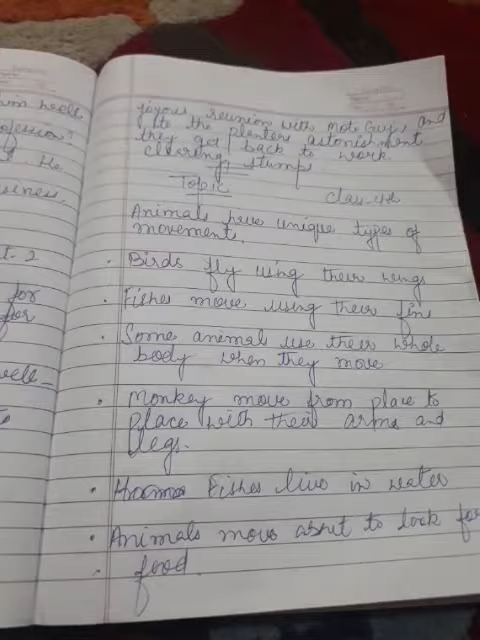 joyous reunion with Moti Guj, and
to the planter astonishment
they got back to work.
clearing stump
Topic
class-4th
Animals have unique types of
movement.
• Birds fly using their wings
• Fishes move using their fins
• Some animal use their whole
body when they move
• Monkey move from place to
place with their arms and
legs.
• Fishes live in water
• Animals move about to look for
• food.